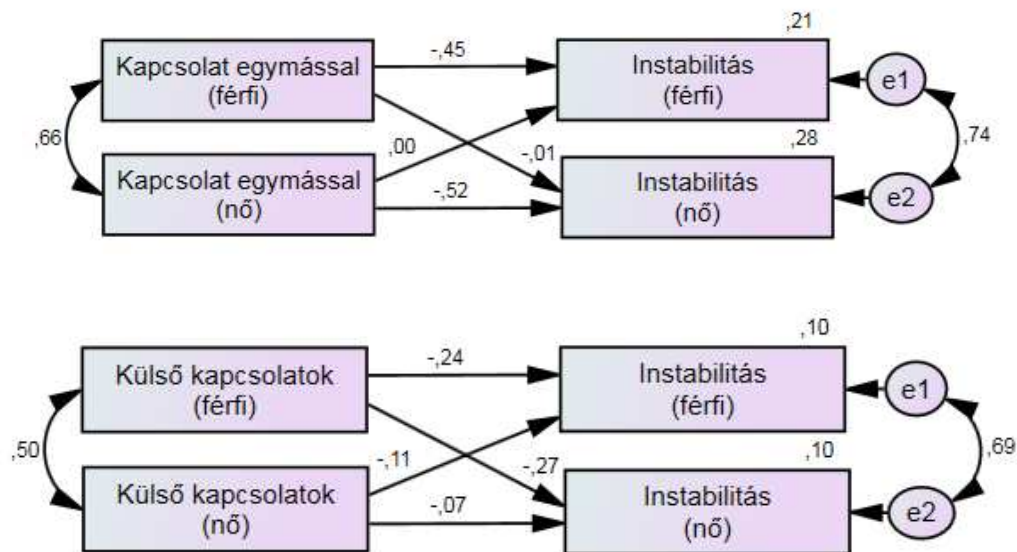 ,21
Kapcsolat egymással
(férfi)
-,45
Instabilitás
(férfi)
e1
,66
,00
-,01
,28
,74
Kapcsolat egymással
(nő)
-,52
Instabilitás
(nő)
e2
,10
Külső kapcsolatok
(férfi)
-,24
Instabilitás
(férfi)
e1
,50
-,11
-,27
,10
,69
Külső kapcsolatok
(nő)
-,07
Instabilitás
(nő)
e2